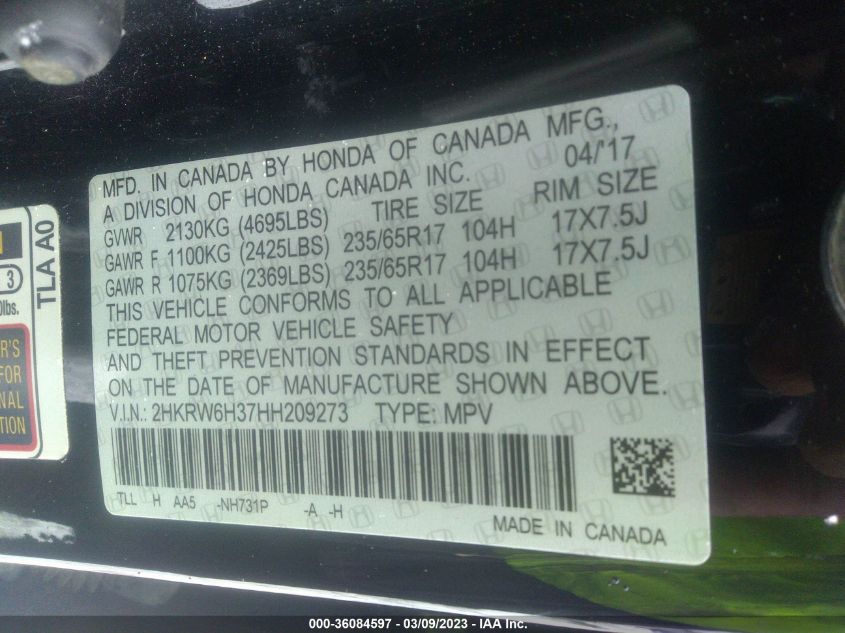 MFD. IN CANADA BY HONDA OF CANADA MFG.,
A DIVISION OF HONDA CANADA INC. 04/'17
TIRE SIZE RIM SIZE
GVWR 2130KG (4695LBS)
GAWR F 1100KG (2425LBS) 235/65R17 104H 17X7.5J
GAWR R 1075KG (2369LBS) 235/65R17 104H 17X7.5J
THIS VEHICLE CONFORMS TO ALL APPLICABLE
FEDERAL MOTOR VEHICLE SAFETY
AND THEFT PREVENTION STANDARDS IN EFFECT
ON THE DATE OF MANUFACTURE SHOWN ABOVE.
V.I.N.: 2HKRW6H37HH209273 TYPE: MPV
TLL H AA5 -NH731P -A -H
MADE IN CANADA
TLA A0
3
lbs.
FOR
000-36084597 - 03/09/2023 - IAA Inc.